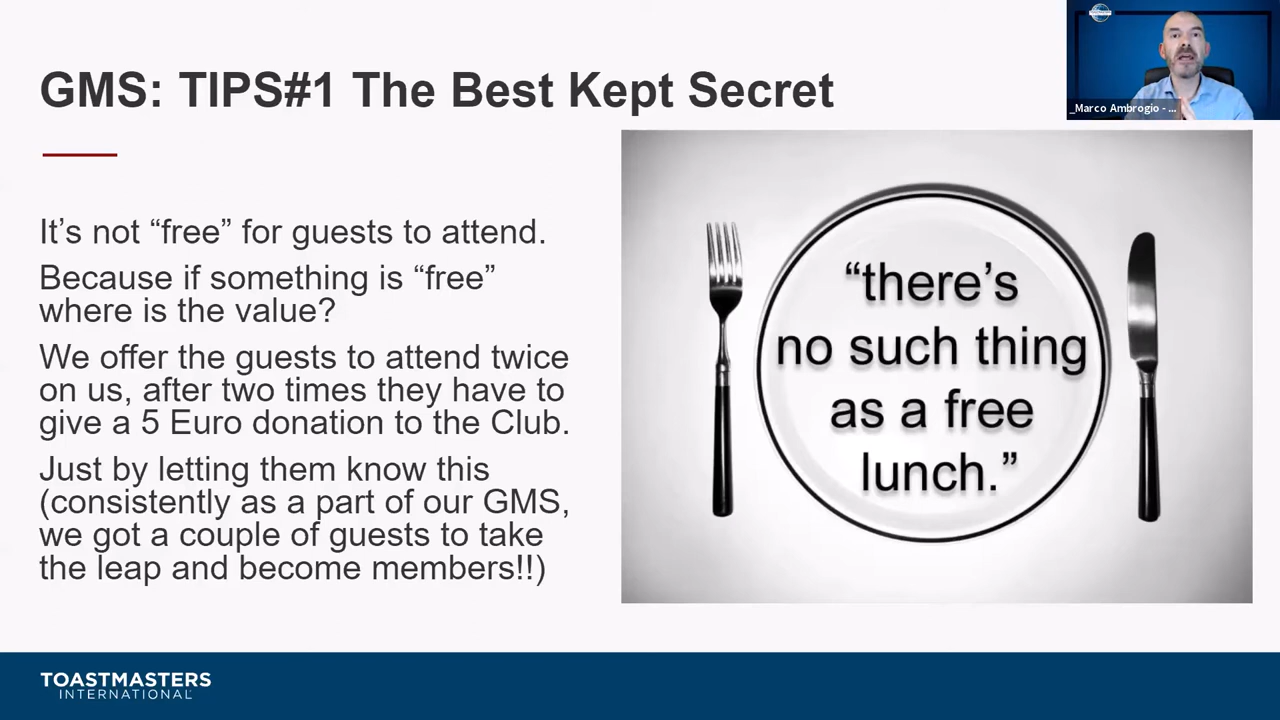 GMS: TIPS#1 The Best Kept Secret
_Marco Ambrogio - ...
It’s not “free” for guests to attend.
Because if something is “free”
where is the value?
We offer the guests to attend twice
on us, after two times they have to
give a 5 Euro donation to the Club.
Just by letting them know this
(consistently as a part of our GMS,
we got a couple of guests to take
the leap and become members!!)
“there’s
no such thing
as a free
lunch.”
TOASTMASTERS
INTERNATIONAL